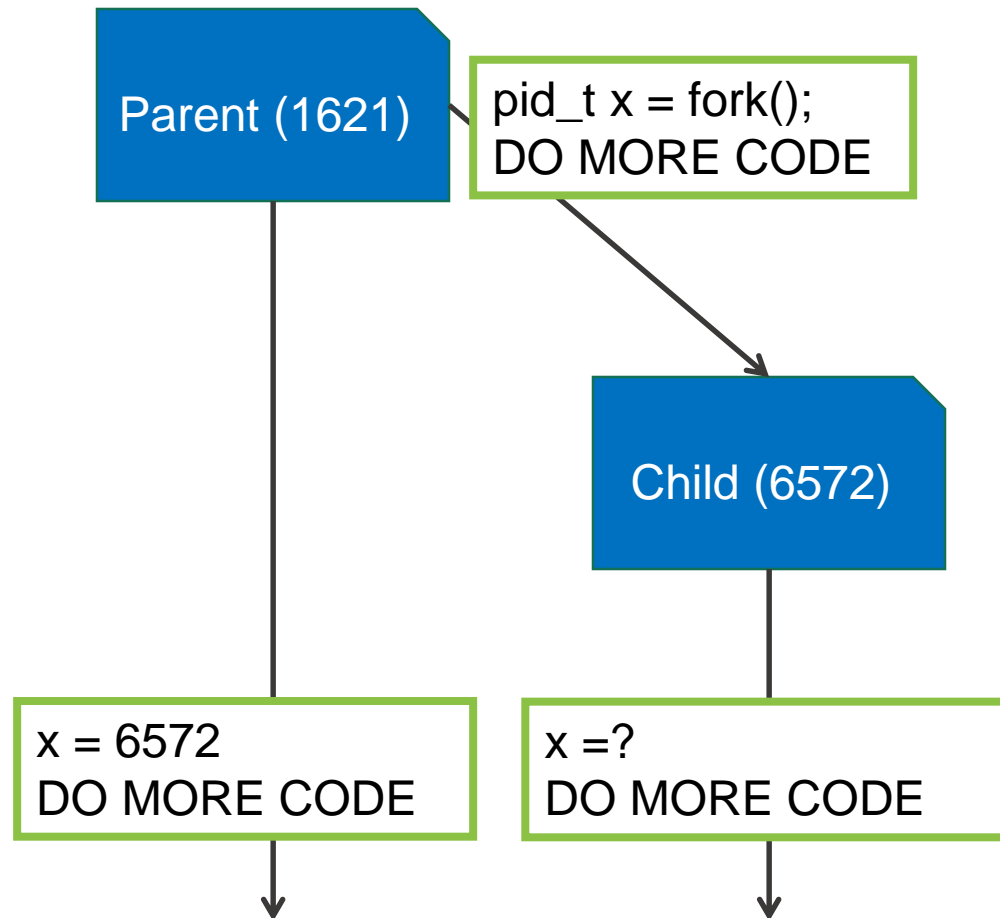 Parent (1621)
pid_t x = fork();
DO MORE CODE
Child (6572)
x = 6572
DO MORE CODE
x =?
DO MORE CODE